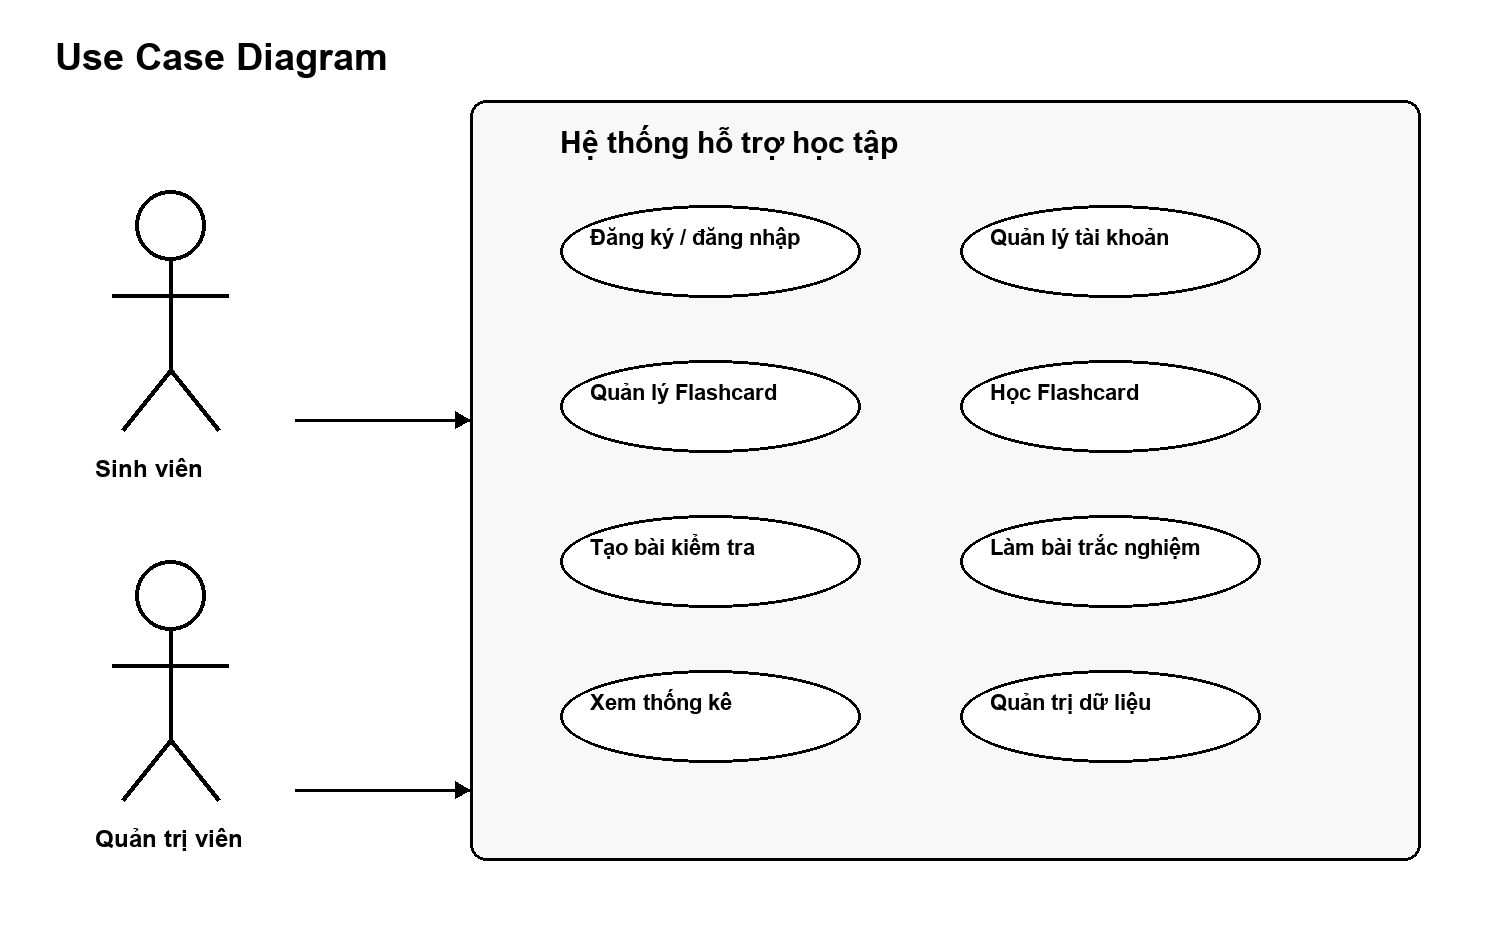 Use Case Diagram
Hệ thống hỗ trợ học tập
Đăng ký / đăng nhập
Quản lý tài khoản
Quản lý Flashcard
Học Flashcard
Sinh viên
Tạo bài kiểm tra
Làm bài trắc nghiệm
Xem thống kê
Quản trị dữ liệu
Quản trị viên